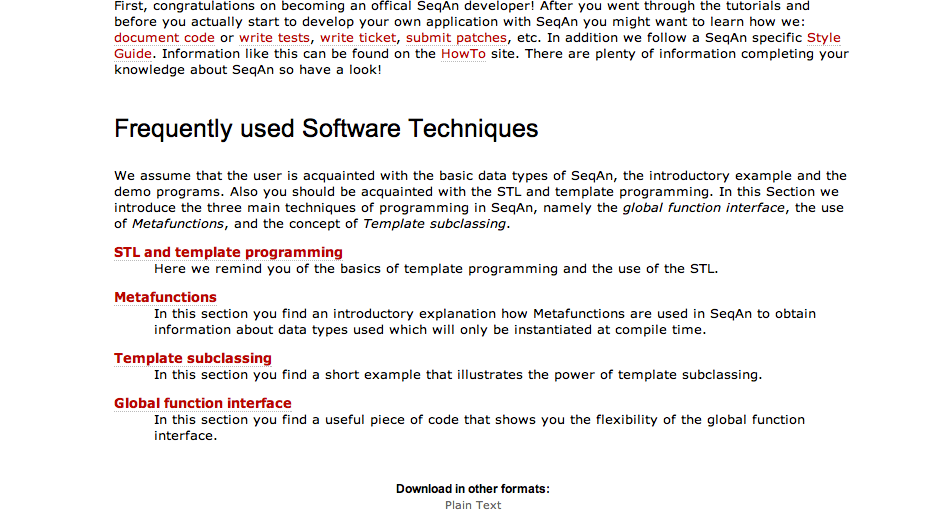 First, congratulations on becoming an offical SeqAn developer! After you went through the tutorials and
before you actually start to develop your own application with SeqAn you might want to learn how we:
document code or write tests, write ticket, submit patches, etc. In addition we follow a SeqAn specific Style
Guide. Information like this can be found on the HowTo site. There are plenty of information completing your
knowledge about SeqAn so have a look!
Frequently used Software Techniques
We assume that the user is acquainted with the basic data types of SeqAn, the introductory example and the
demo programs. Also you should be acquainted with the STL and template programming. In this Section we
introduce the three main techniques of programming in SeqAn, namely the global function interface, the use
of Metafunctions, and the concept of Template subclassing.
STL and template programming
Here we remind you of the basics of template programming and the use of the STL.
Metafunctions
In this section you find an introductory explanation how Metafunctions are used in SeqAn to obtain
information about data types used which will only be instantiated at compile time.
Template subclassing
In this section you find a short example that illustrates the power of template subclassing.
Global function interface
In this section you find a useful piece of code that shows you the flexibility of the global function
interface.
Download in other formats:
Plain Text